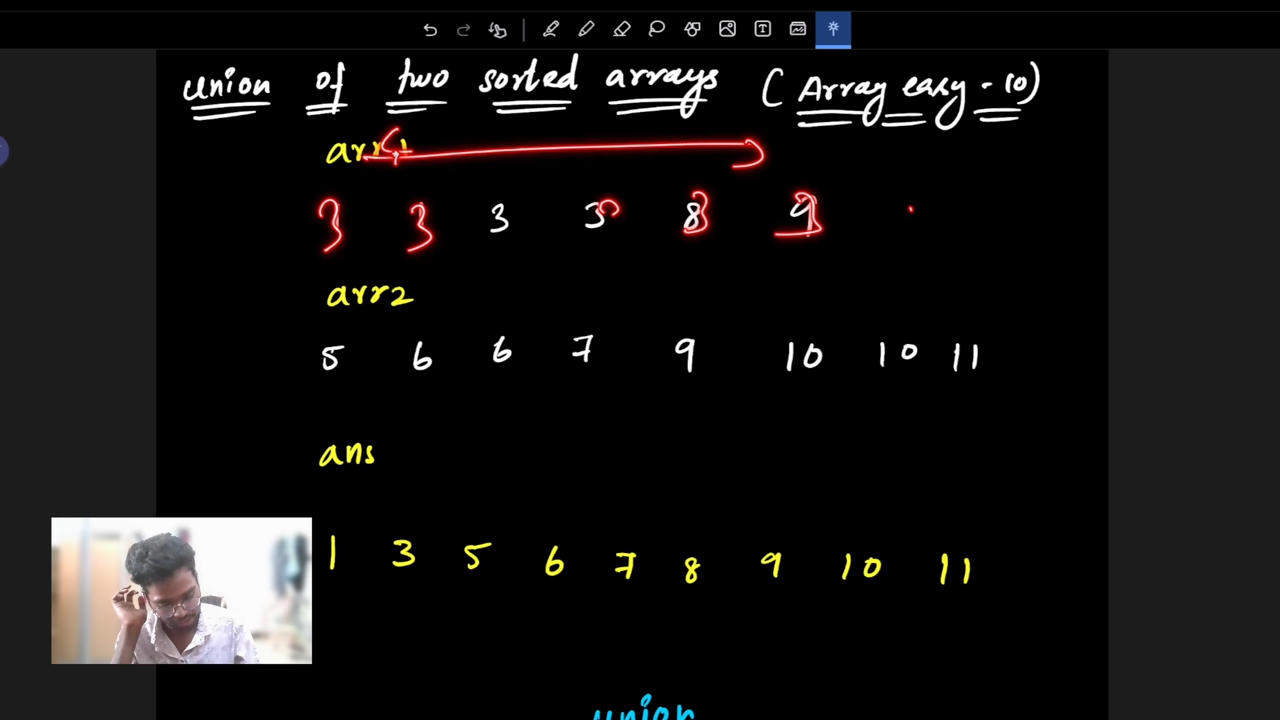 union of two sorted arrays (Array easy - 10)
arr1
3 3 3 3 8 9
arr2
5 6 6 7 9 10 10 11
ans
1 3 5 6 7 8 9 10 11
union